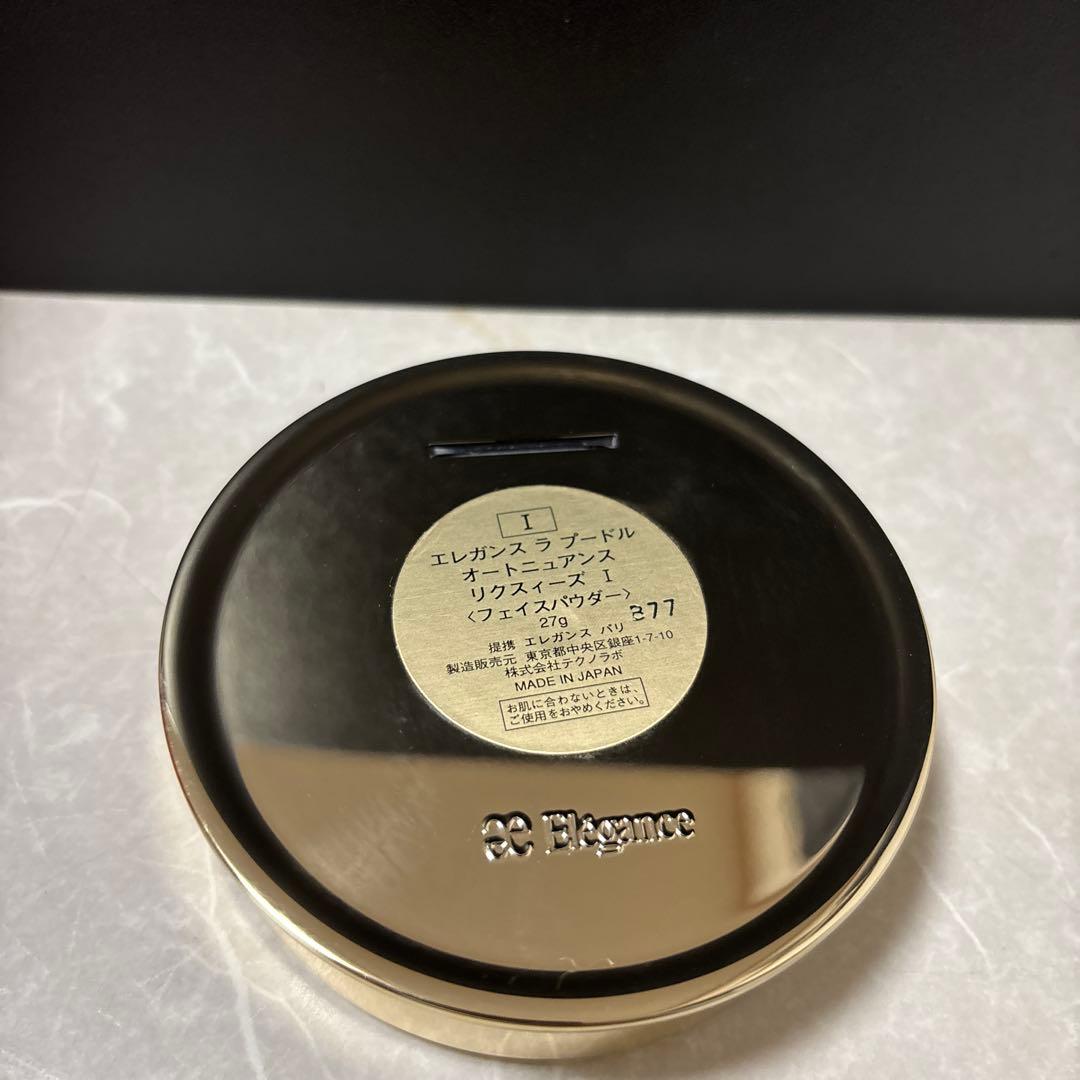 I
エレガンス ラ プードル
オートニュアンス
リクスィーズ I
〈フェイスパウダー〉
27g
877
提携 エレガンス パリ
製造販売元 東京都中央区銀座1-7-10
株式会社テクノラボ
MADE IN JAPAN
お肌に合わないときは、
ご使用をおやめください。
æ Elégance